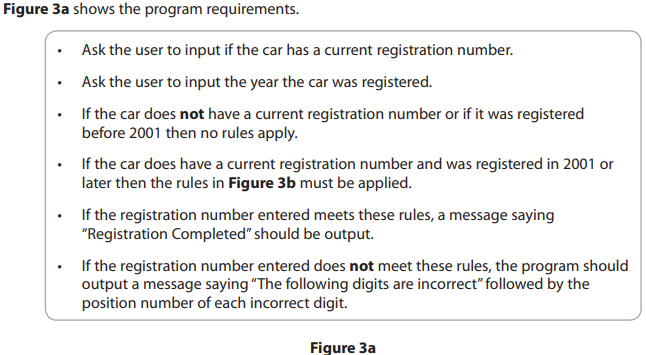 Figure 3a shows the program requirements.
• Ask the user to input if the car has a current registration number.
• Ask the user to input the year the car was registered.
• If the car does not have a current registration number or if it was registered
before 2001 then no rules apply.
• If the car does have a current registration number and was registered in 2001 or
later then the rules in Figure 3b must be applied.
• If the registration number entered meets these rules, a message saying
“Registration Completed” should be output.
• If the registration number entered does not meet these rules, the program should
output a message saying “The following digits are incorrect” followed by the
position number of each incorrect digit.
Figure 3a